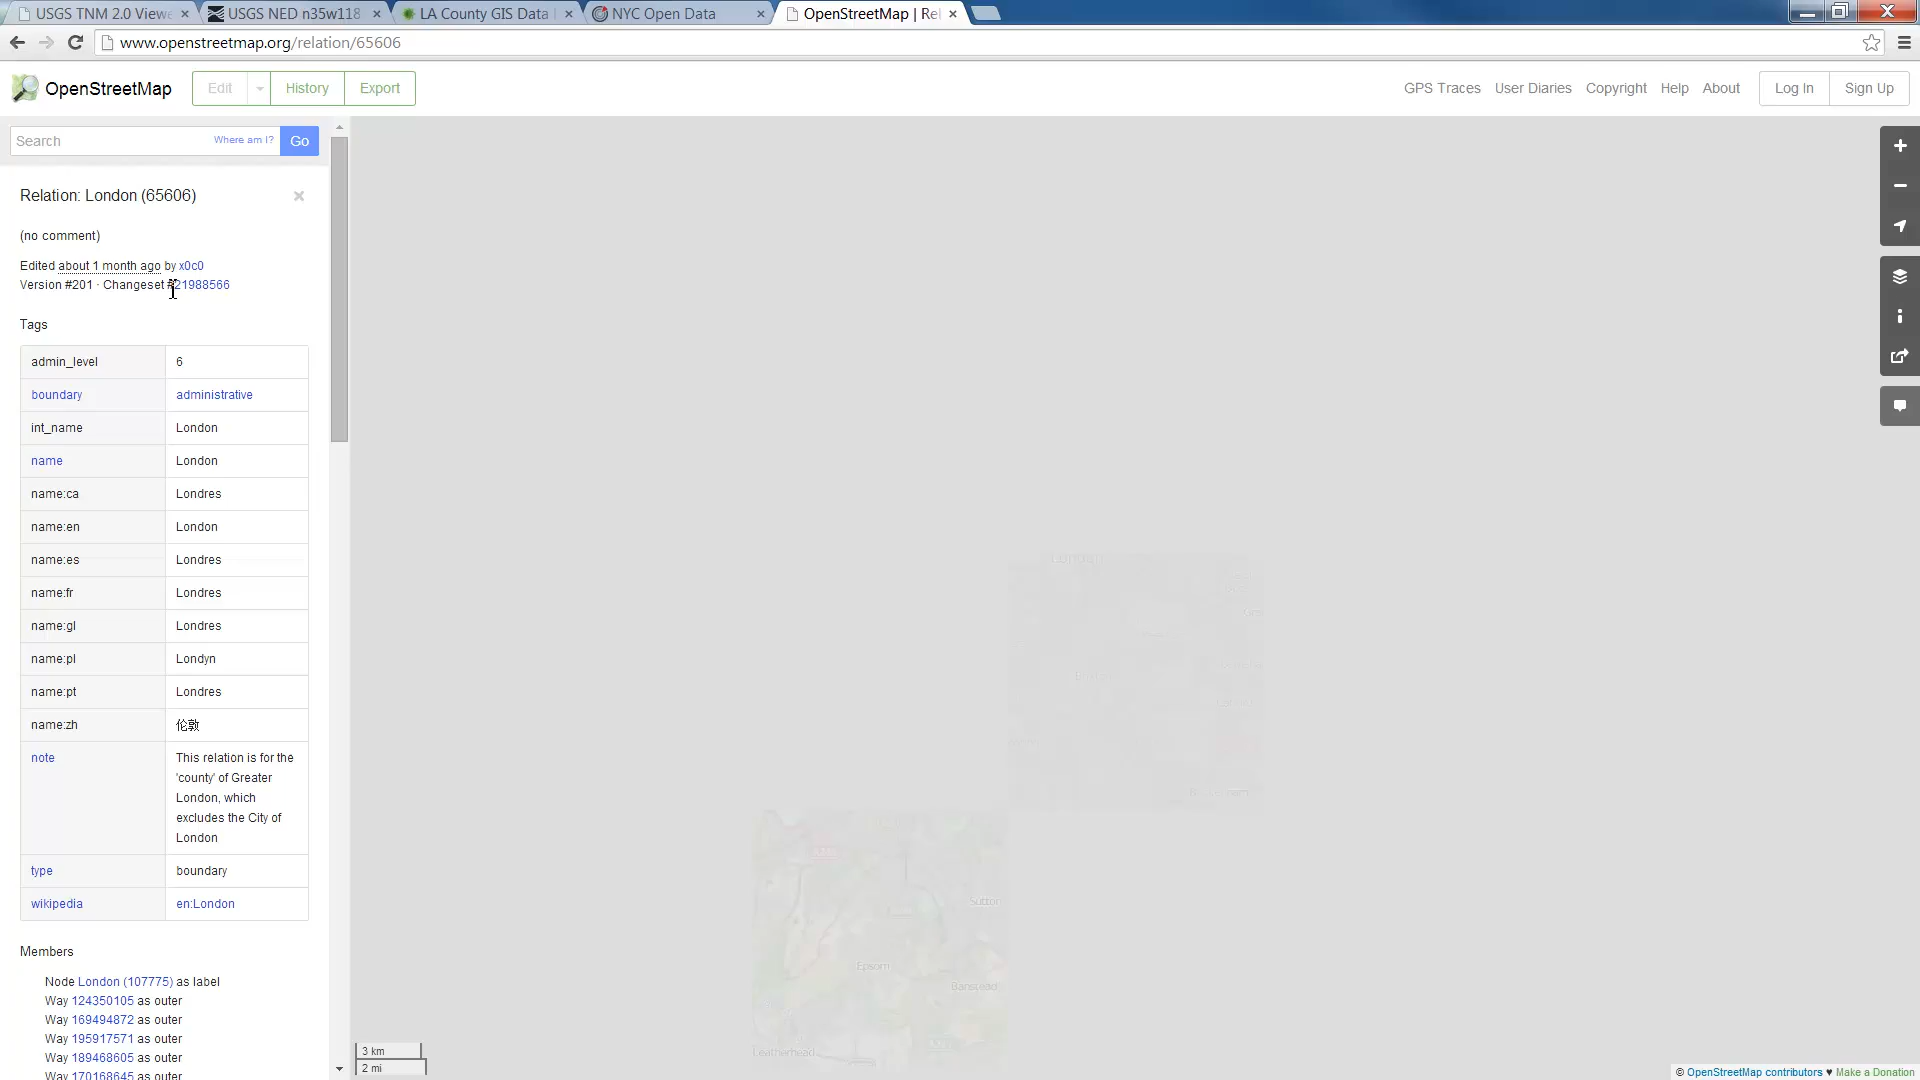 USGS TNM 2.0 Viewe
USGS NED n35w118
LA County GIS Data
NYC Open Data
OpenStreetMap | Rel
www.openstreetmap.org/relation/65606
OpenStreetMap
Edit
History
Export
GPS Traces
User Diaries
Copyright
Help
About
Log In
Sign Up
Search
Where am I?
Go
Relation: London (65606)
(no comment)
Edited about 1 month ago by x0c0
Version #201 · Changeset #21988566
Tags
admin_level 6
boundary administrative
int_name London
name London
name:ca Londres
name:en London
name:es Londres
name:fr Londres
name:gl Londres
name:pl Londyn
name:pt Londres
name:zh 伦敦
note This relation is for the
'county' of Greater
London, which
excludes the City of
London
type boundary
wikipedia en:London
Members
Node London (107775) as label
Way 124350105 as outer
Way 169494872 as outer
Way 195917571 as outer
Way 189468605 as outer
Way 170168645 as outer
London
Sutton
Epsom
Banstead
Leatherhead
3 km
2 mi
© OpenStreetMap contributors ♥ Make a Donation